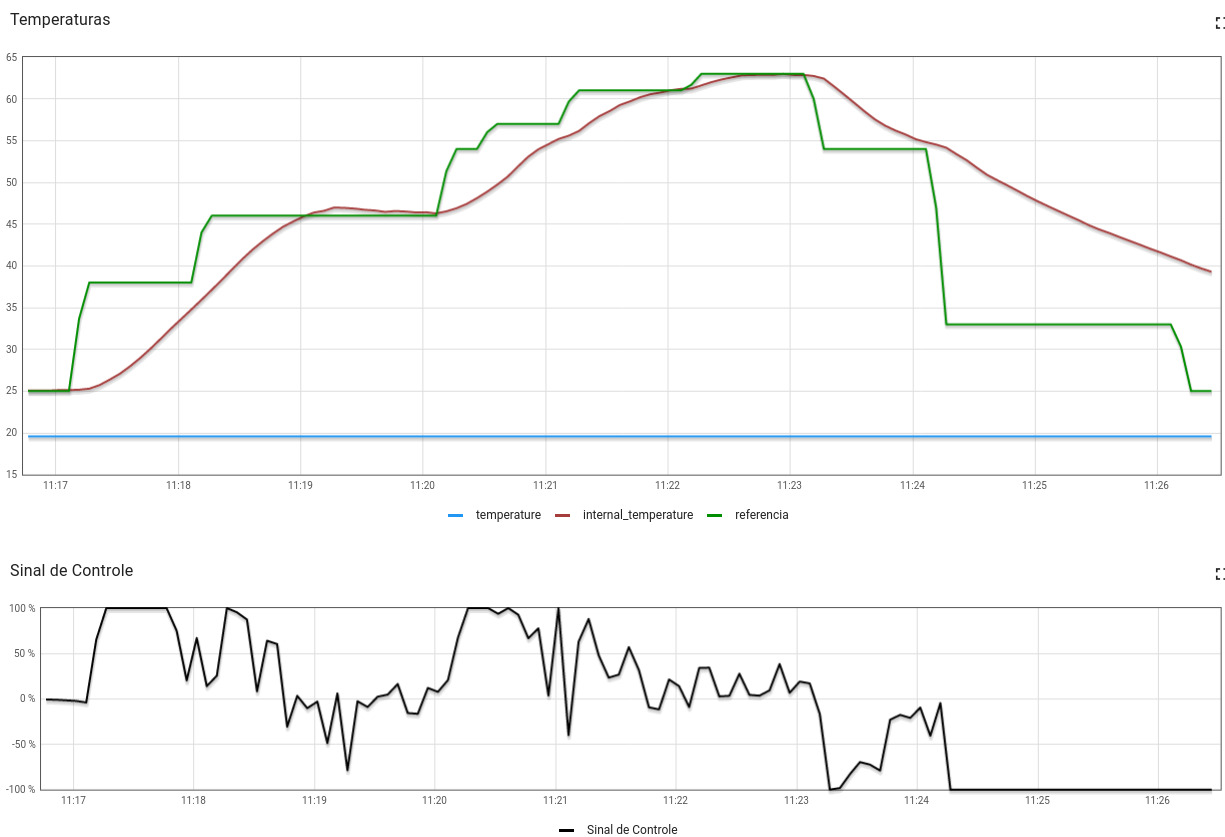 Temperaturas
65
60
55
50
45
40
35
30
25
20
15
11:17 11:18 11:19 11:20 11:21 11:22 11:23 11:24 11:25 11:26
temperature internal_temperature referencia
Sinal de Controle
100 %
50 %
0 %
-50 %
-100 %
11:17 11:18 11:19 11:20 11:21 11:22 11:23 11:24 11:25 11:26
Sinal de Controle